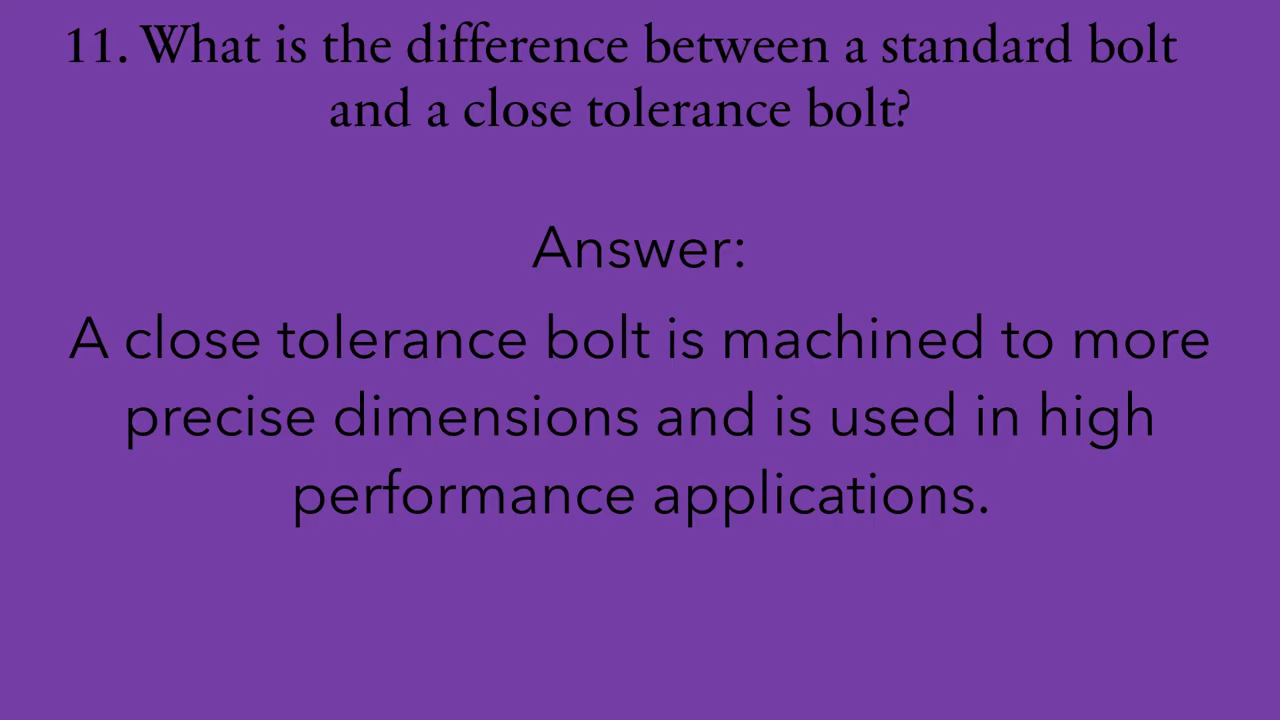 11. What is the difference between a standard bolt
and a close tolerance bolt?
Answer:
A close tolerance bolt is machined to more
precise dimensions and is used in high
performance applications.